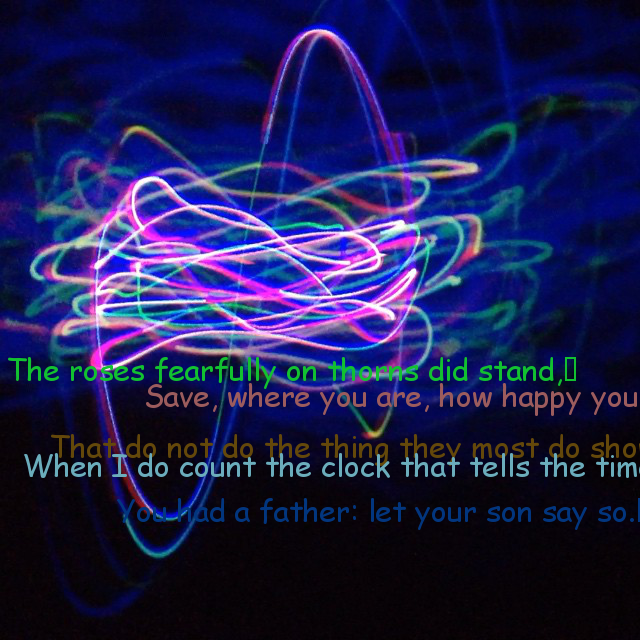 The roses fearfully on thorns did stand,
Save, where you are, how happy you
That do not do the thing they most do sho
When I do count the clock that tells the time
You had a father: let your son say so.